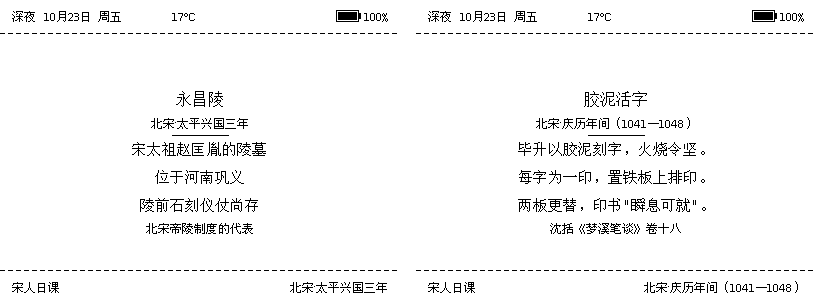 深夜 10月23日 周五 17°C 100%
永昌陵
北宋·太平兴国三年
宋太祖赵匡胤的陵墓
位于河南巩义
陵前石刻仪仗尚存
北宋帝陵制度的代表
宋人日课 北宋·太平兴国三年
深夜 10月23日 周五 17°C 100%
胶泥活字
北宋·庆历年间（1041—1048）
毕升以胶泥刻字，火烧令坚。
每字为一印，置铁板上排印。
两板更替，印书"瞬息可就"。
沈括《梦溪笔谈》卷十八
宋人日课 北宋·庆历年间（1041—1048）